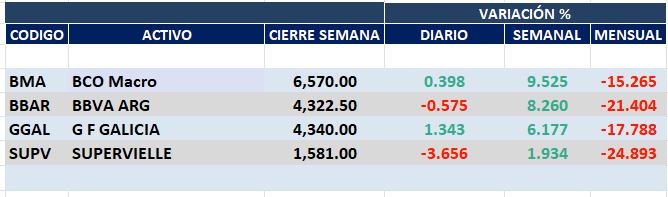 VARIACIÓN %
CODIGO ACTIVO CIERRE SEMANA DIARIO SEMANAL MENSUAL
BMA BCO Macro 6,570.00 0.398 9.525 -15.265
BBAR BBVA ARG 4,322.50 -0.575 8.260 -21.404
GGAL G F GALICIA 4,340.00 1.343 6.177 -17.788
SUPV SUPERVIELLE 1,581.00 -3.656 1.934 -24.893